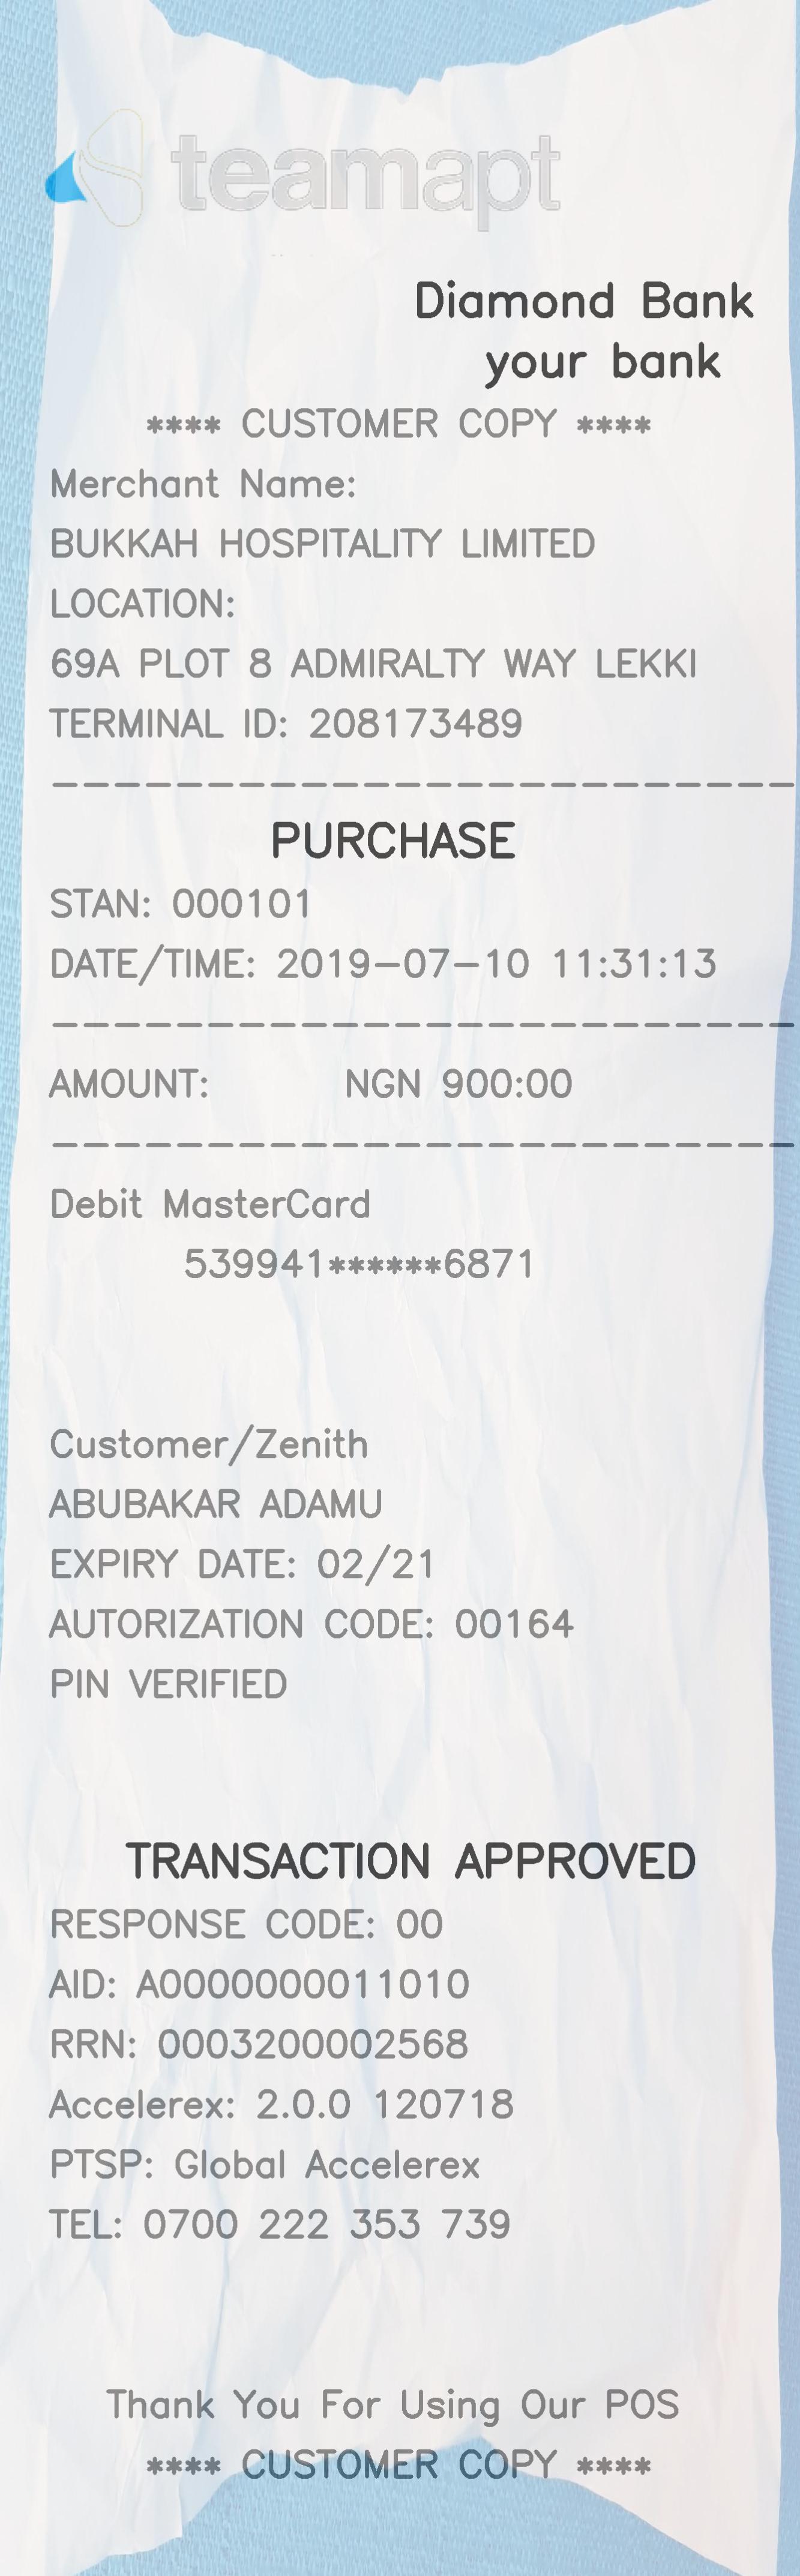 teamapt
Diamond Bank
your bank
**** CUSTOMER COPY ****
Merchant Name:
BUKKAH HOSPITALITY LIMITED
LOCATION:
69A PLOT 8 ADMIRALTY WAY LEKKI
TERMINAL ID: 208173489
------------------------
PURCHASE
STAN: 000101
DATE/TIME: 2019-07-10 11:31:13
------------------------
AMOUNT: NGN 900:00
------------------------
Debit MasterCard
539941******6871
Customer/Zenith
ABUBAKAR ADAMU
EXPIRY DATE: 02/21
AUTORIZATION CODE: 00164
PIN VERIFIED
TRANSACTION APPROVED
RESPONSE CODE: 00
AID: A0000000011010
RRN: 0003200002568
Accelerex: 2.0.0 120718
PTSP: Global Accelerex
TEL: 0700 222 353 739
Thank You For Using Our POS
**** CUSTOMER COPY ****